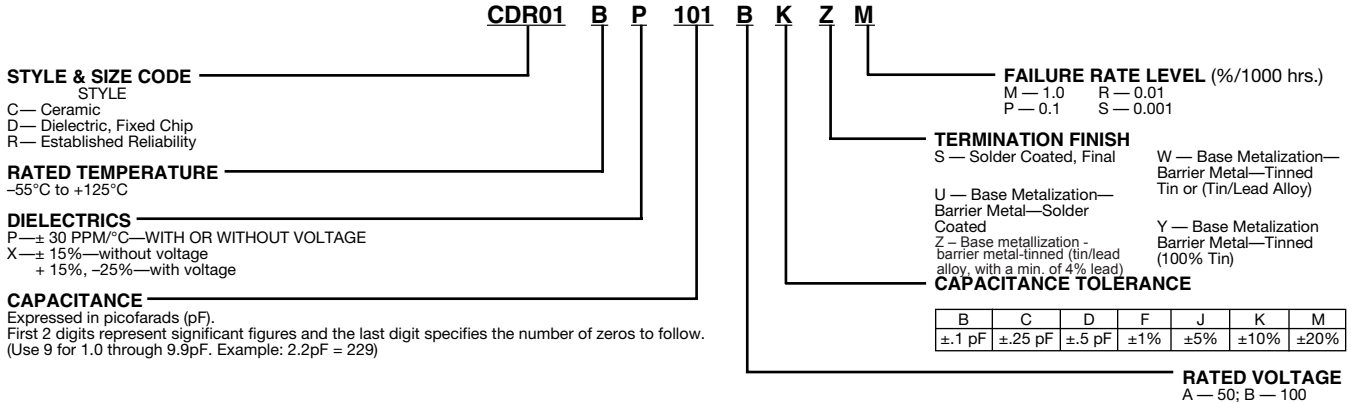 CDR01 B P 101 B K Z M
STYLE & SIZE CODE
STYLE
C— Ceramic
D— Dielectric, Fixed Chip
R— Established Reliability
RATED TEMPERATURE
–55°C to +125°C
DIELECTRICS
P—± 30 PPM/°C—WITH OR WITHOUT VOLTAGE
X—± 15%—without voltage
+ 15%, –25%—with voltage
CAPACITANCE
Expressed in picofarads (pF).
First 2 digits represent significant figures and the last digit specifies the number of zeros to follow.
(Use 9 for 1.0 through 9.9pF. Example: 2.2pF = 229)
FAILURE RATE LEVEL (%/1000 hrs.)
M — 1.0 R — 0.01
P — 0.1 S — 0.001
TERMINATION FINISH
S — Solder Coated, Final
U — Base Metalization—
Barrier Metal—Solder
Coated
Z – Base metallization -
barrier metal-tinned (tin/lead
alloy, with a min. of 4% lead)
W — Base Metalization—
Barrier Metal—Tinned
Tin or (Tin/Lead Alloy)
Y — Base Metalization
Barrier Metal—Tinned
(100% Tin)
CAPACITANCE TOLERANCE
B C D F J K M
±.1 pF ±.25 pF ±.5 pF ±1% ±5% ±10% ±20%
RATED VOLTAGE
A — 50; B — 100